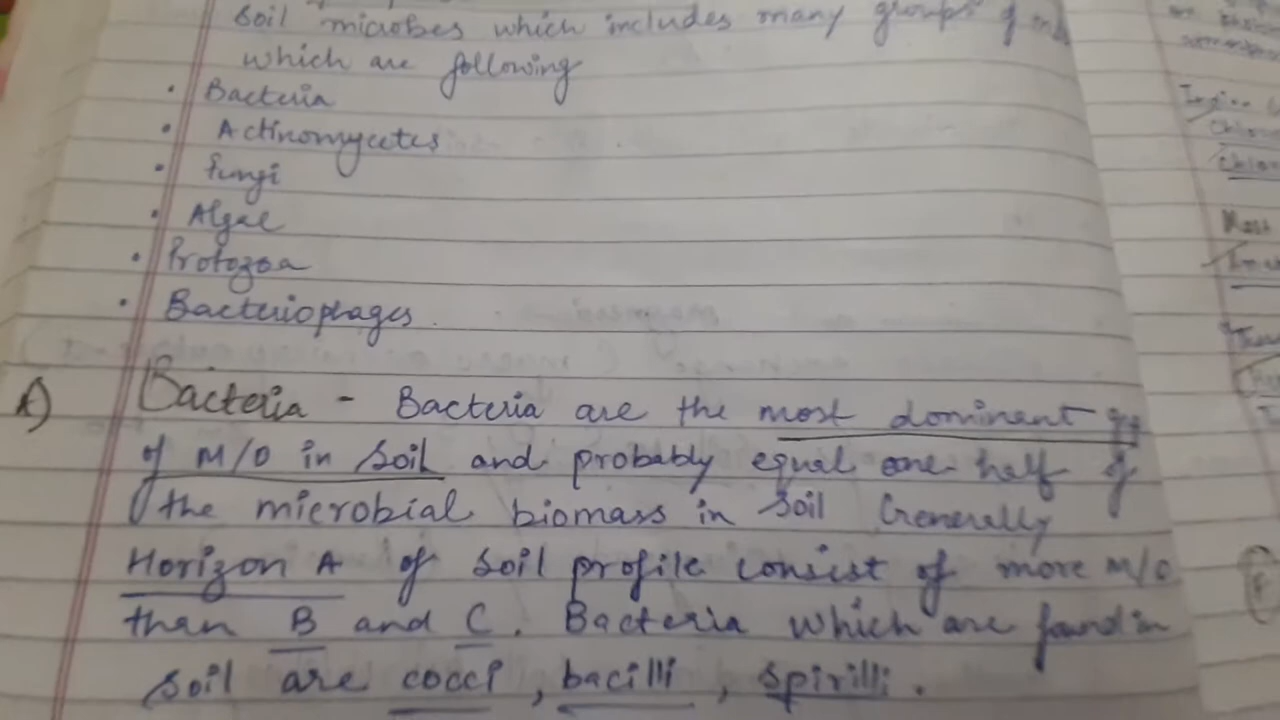 soil microbes which includes many groups of
which are following
• Bacteria
• Actinomycetes
• fungi
• Algae
• Protozoa
• Bacteriophages.
A) Bacteria - Bacteria are the most dominant
of M/O in soil and probably equal one half of
the microbial biomass in soil Generally
Horizon A of soil profile consist of more M/O
than B and C. Bacteria which are found in
soil are cocci, bacilli, spirilli.